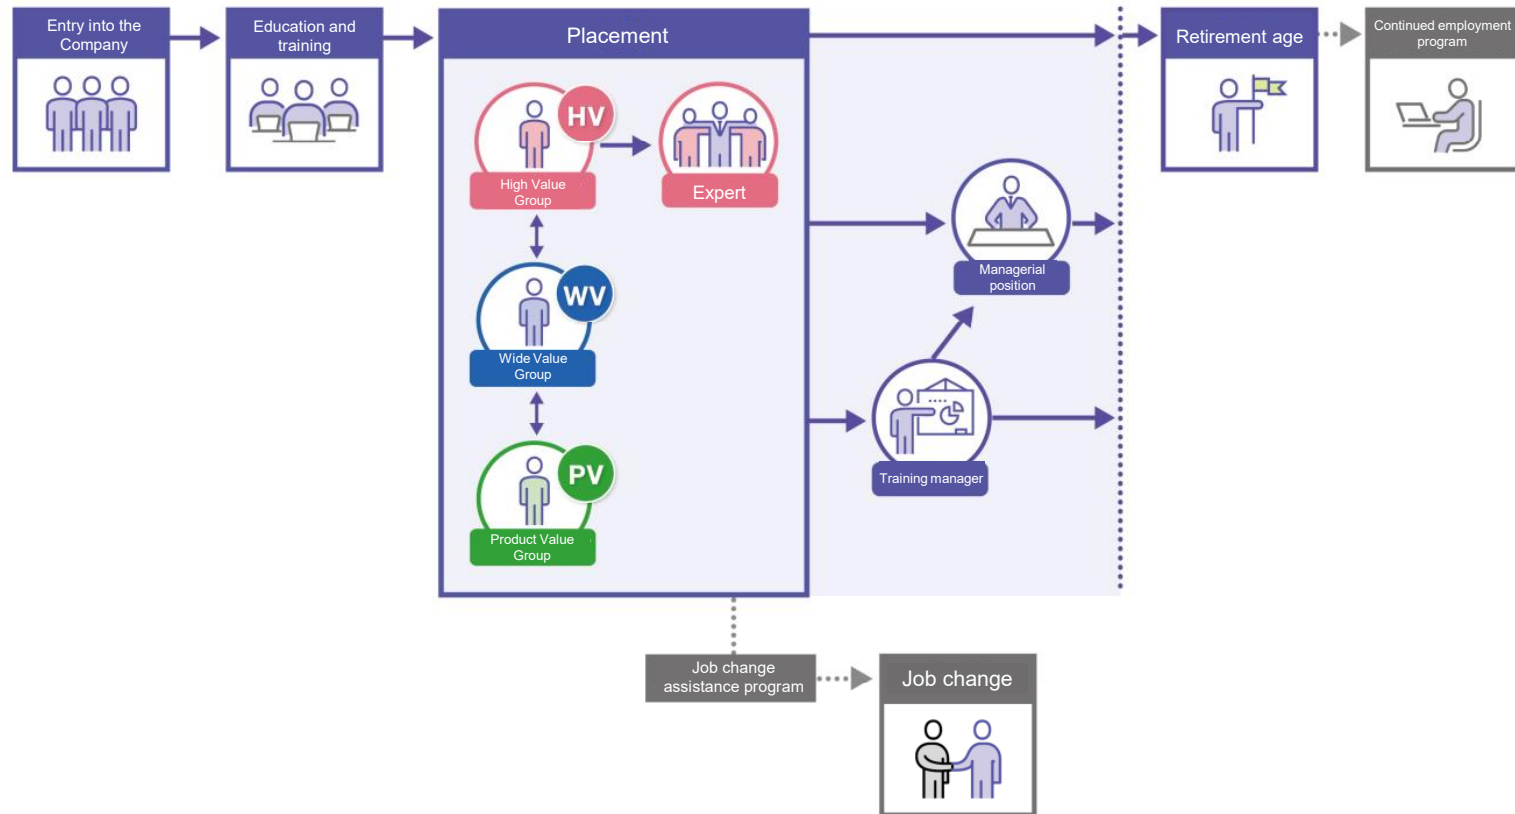 Entry into the
Company
Education and
training
Placement
Retirement age
Continued employment
program
HV
High Value
Group
Expert
WV
Wide Value
Group
Managerial
position
PV
Product Value
Group
Training manager
Job change
assistance program
Job change